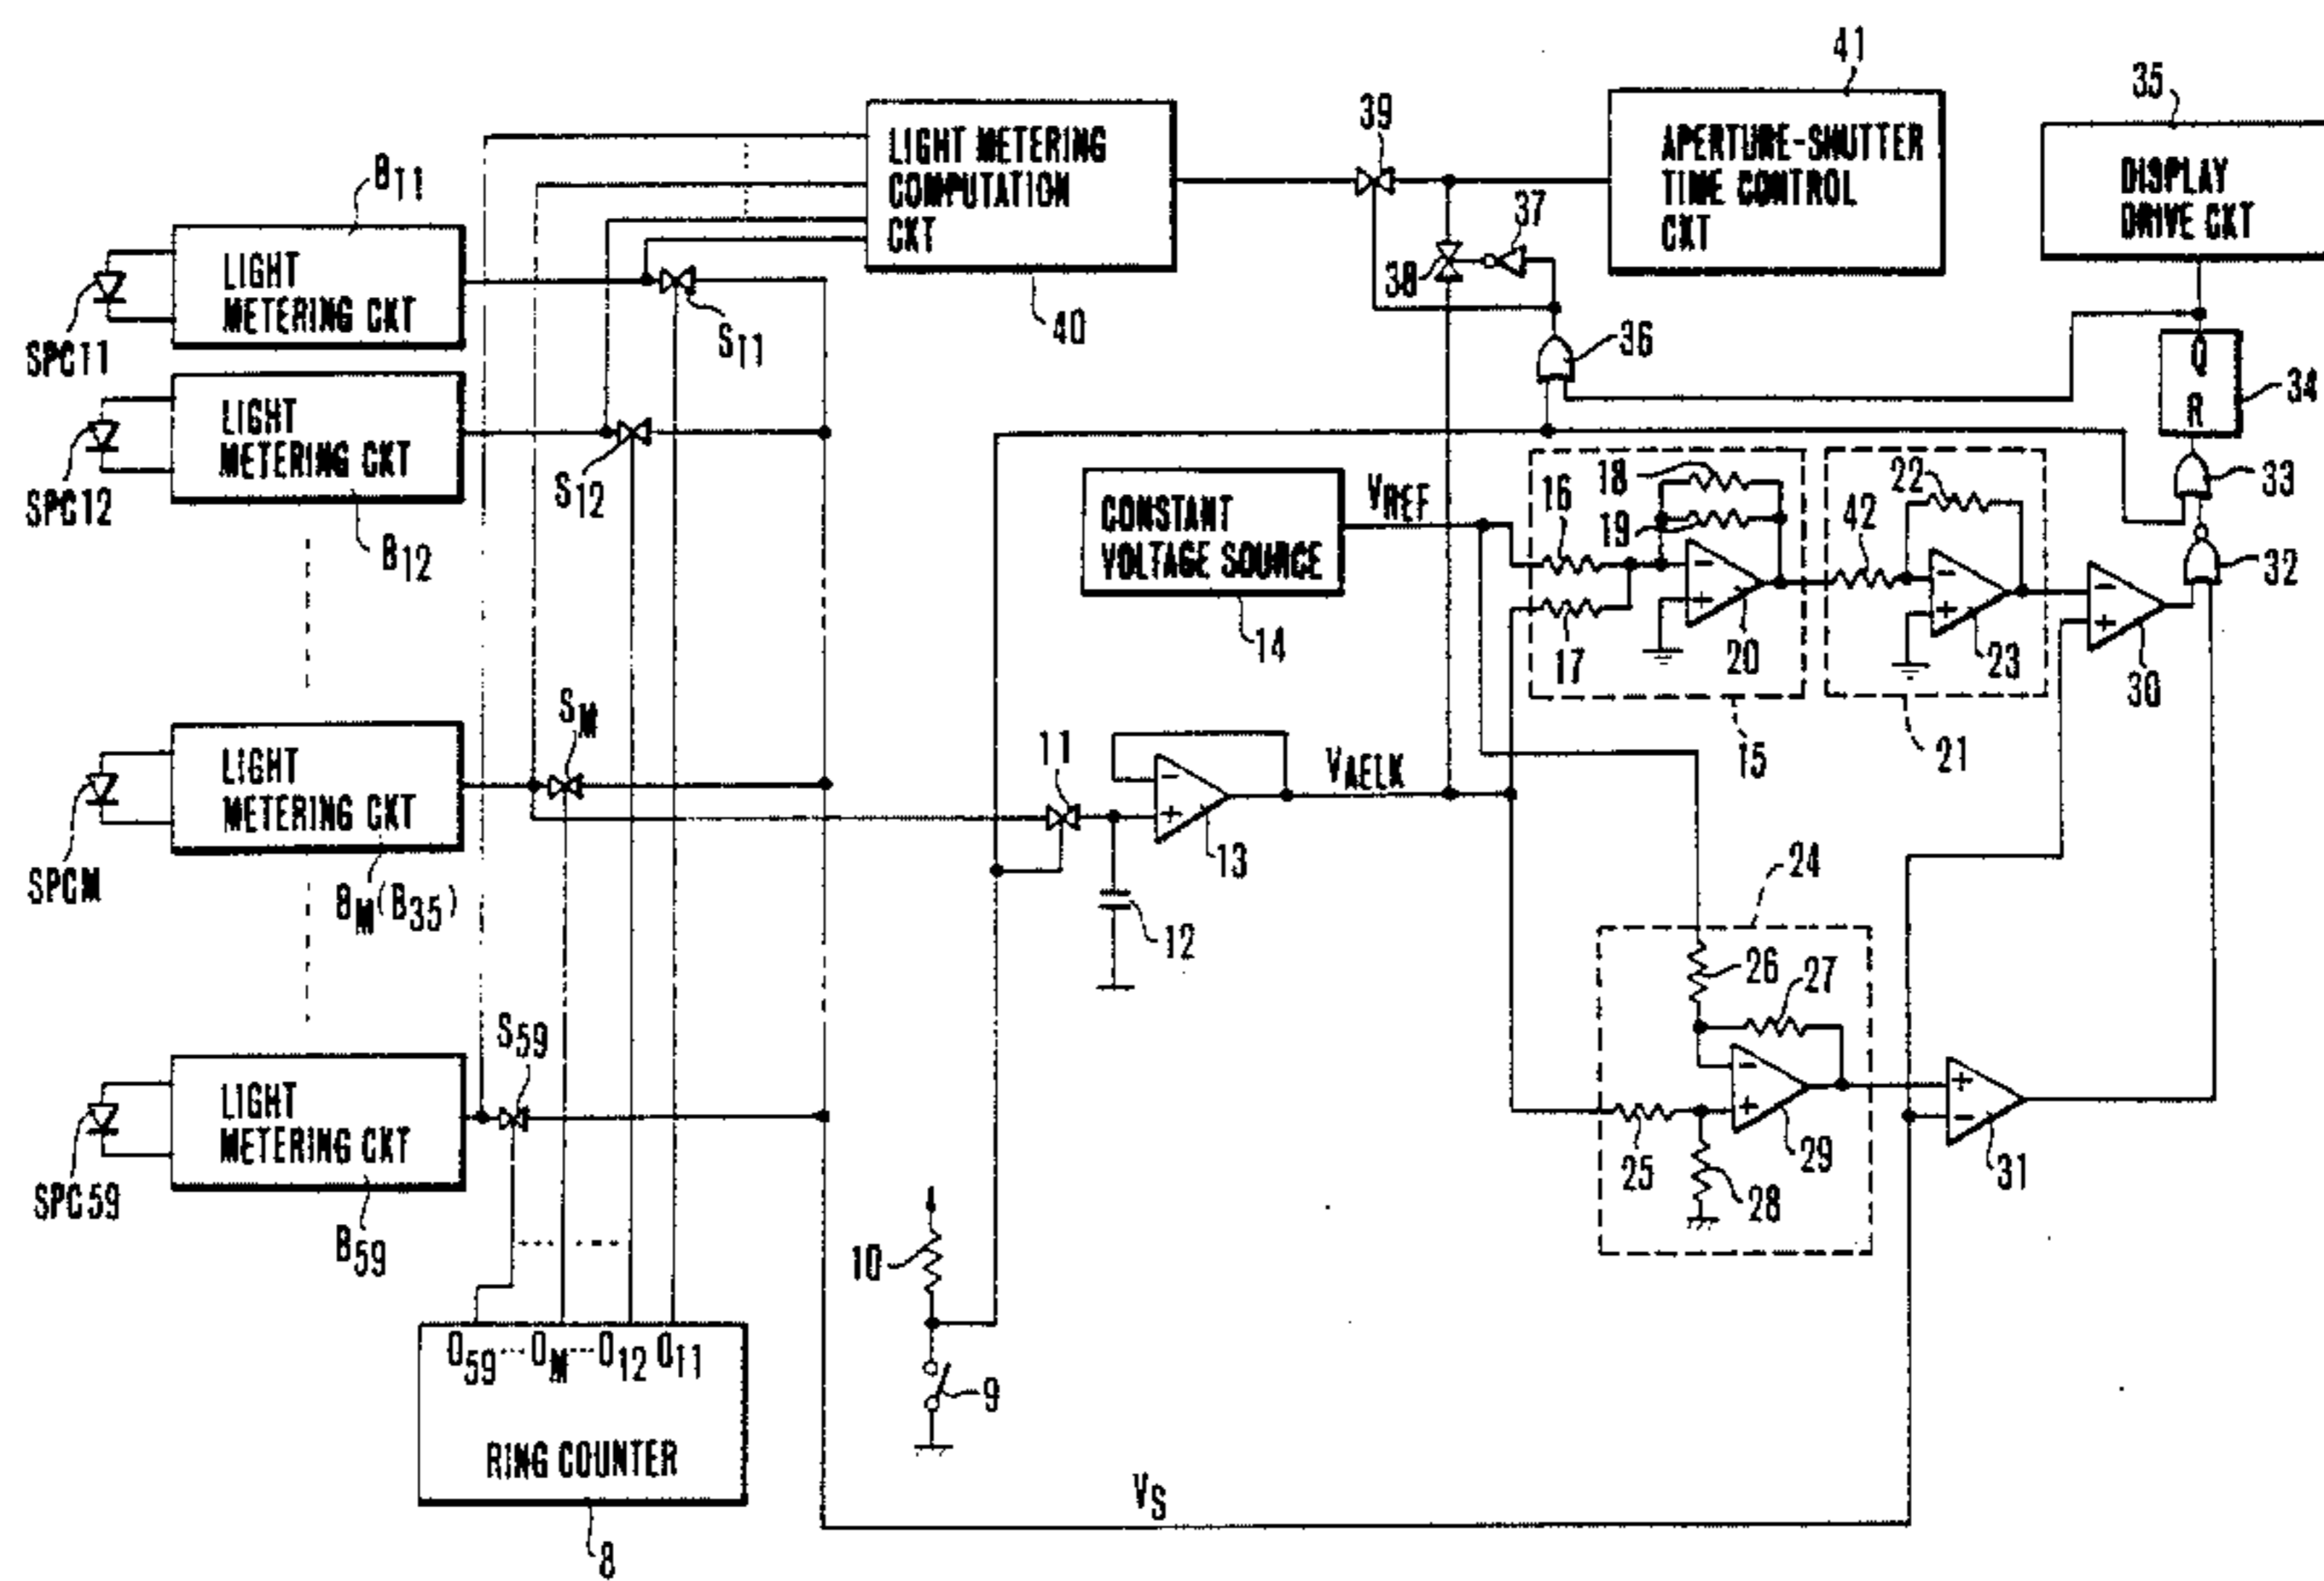 41
35
39
LIGHT METERING
COMPUTATION
CKT
APERTURE-SHUTTER
TIME CONTROL
CKT
DISPLAY
DRIVE CKT
B11
37
38
LIGHT
METERING CKT
SPC11
S11
40
36
Q
R
34
LIGHT
METERING CKT
SPC12
S12
B12
CONSTANT
VOLTAGE SOURCE
14
VREF
16
17
18
19
20
15
42
22
23
21
33
32
30
LIGHT
METERING CKT
SPCM
SM
BM(B35)
11
12
13
VAELK
24
26
27
25
28
29
31
LIGHT
METERING CKT
SPC59
S59
B59
10
9
O59 OM O12 O11
RING COUNTER
8
VS